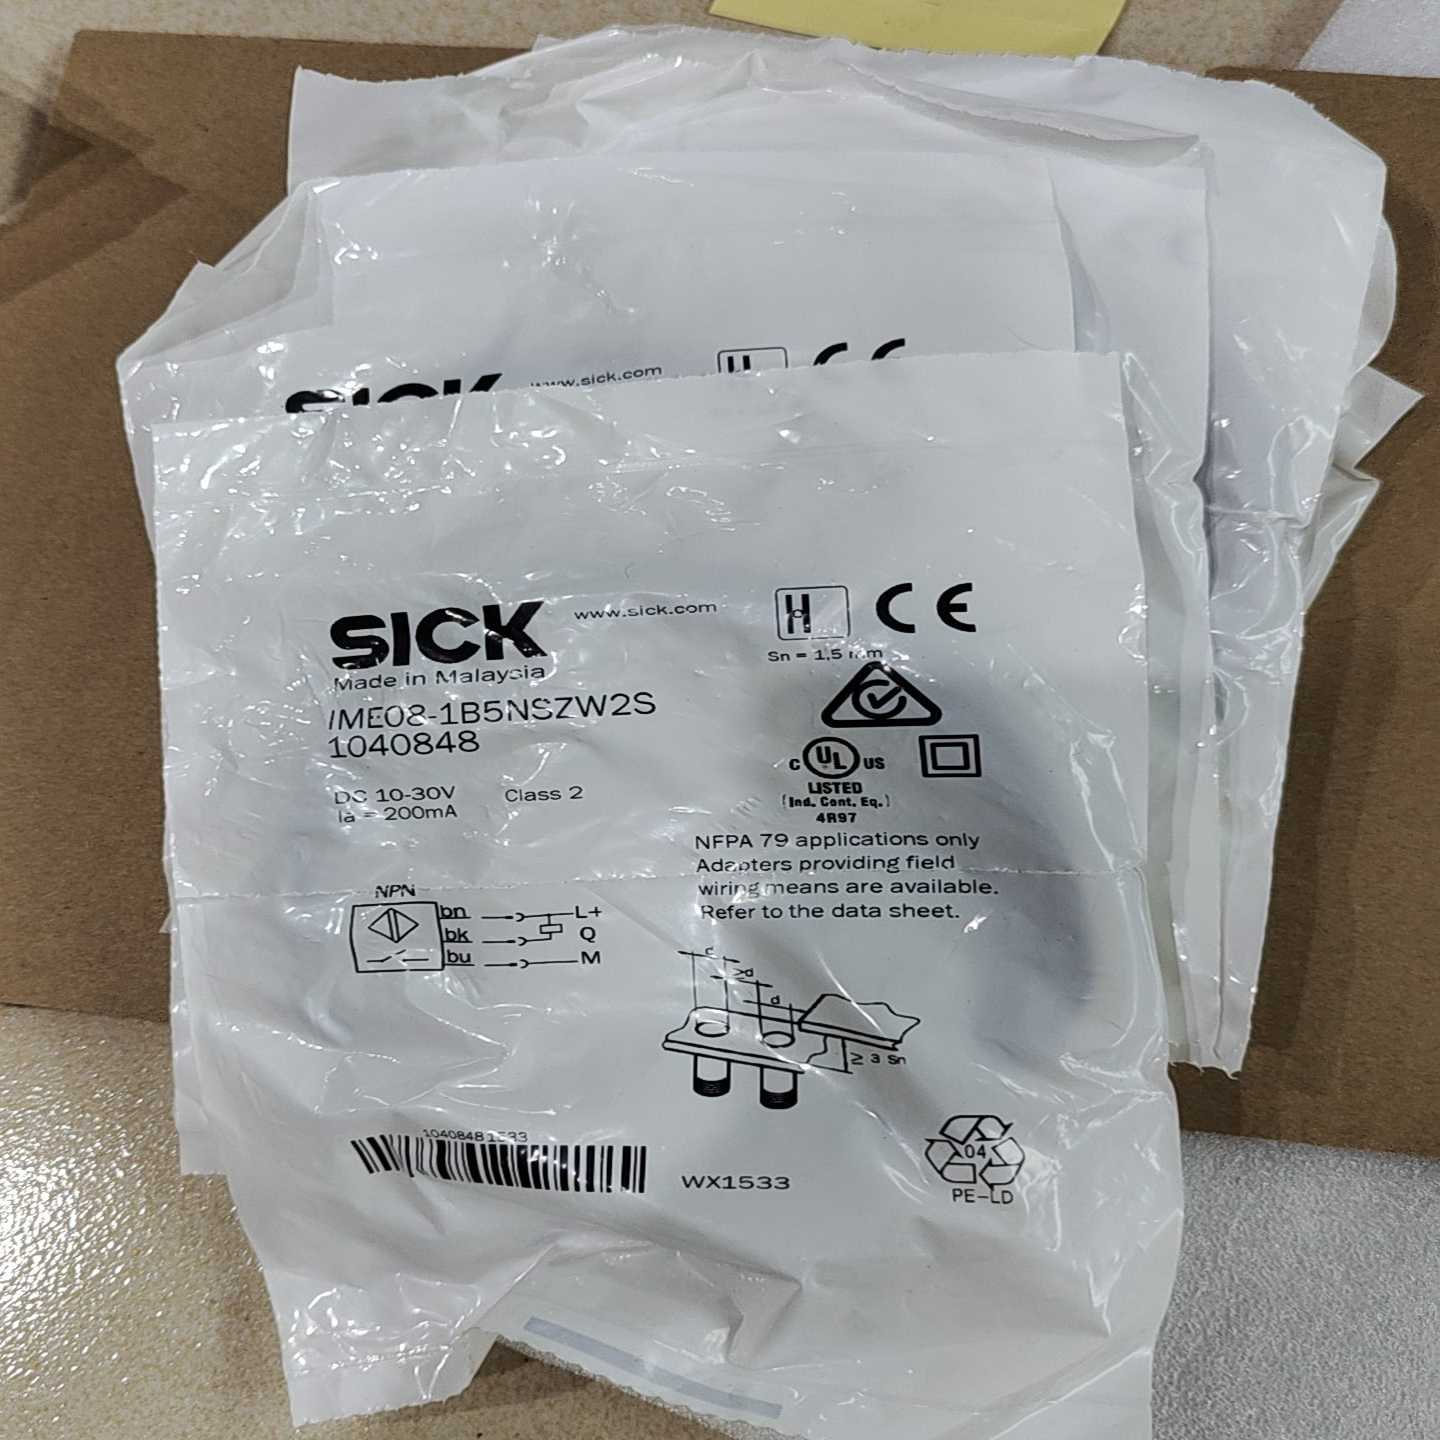 SICK www.sick.com
SICK www.sick.com CE
Sn = 1,5 mm
Made in Malaysia
IME08-1B5NSZW2S
1040848
DC 10-30V Class 2
Ia = 200mA
C UL US
LISTED
(Ind. Cont. Eq.)
4R97
NFPA 79 applications only
Adapters providing field
wiring means are available.
Refer to the data sheet.
NPN
bn L+
bk Q
bu M
c
≥d
d
≥ 3 Sn
1040848 1533
WX1533
04
PE-LD